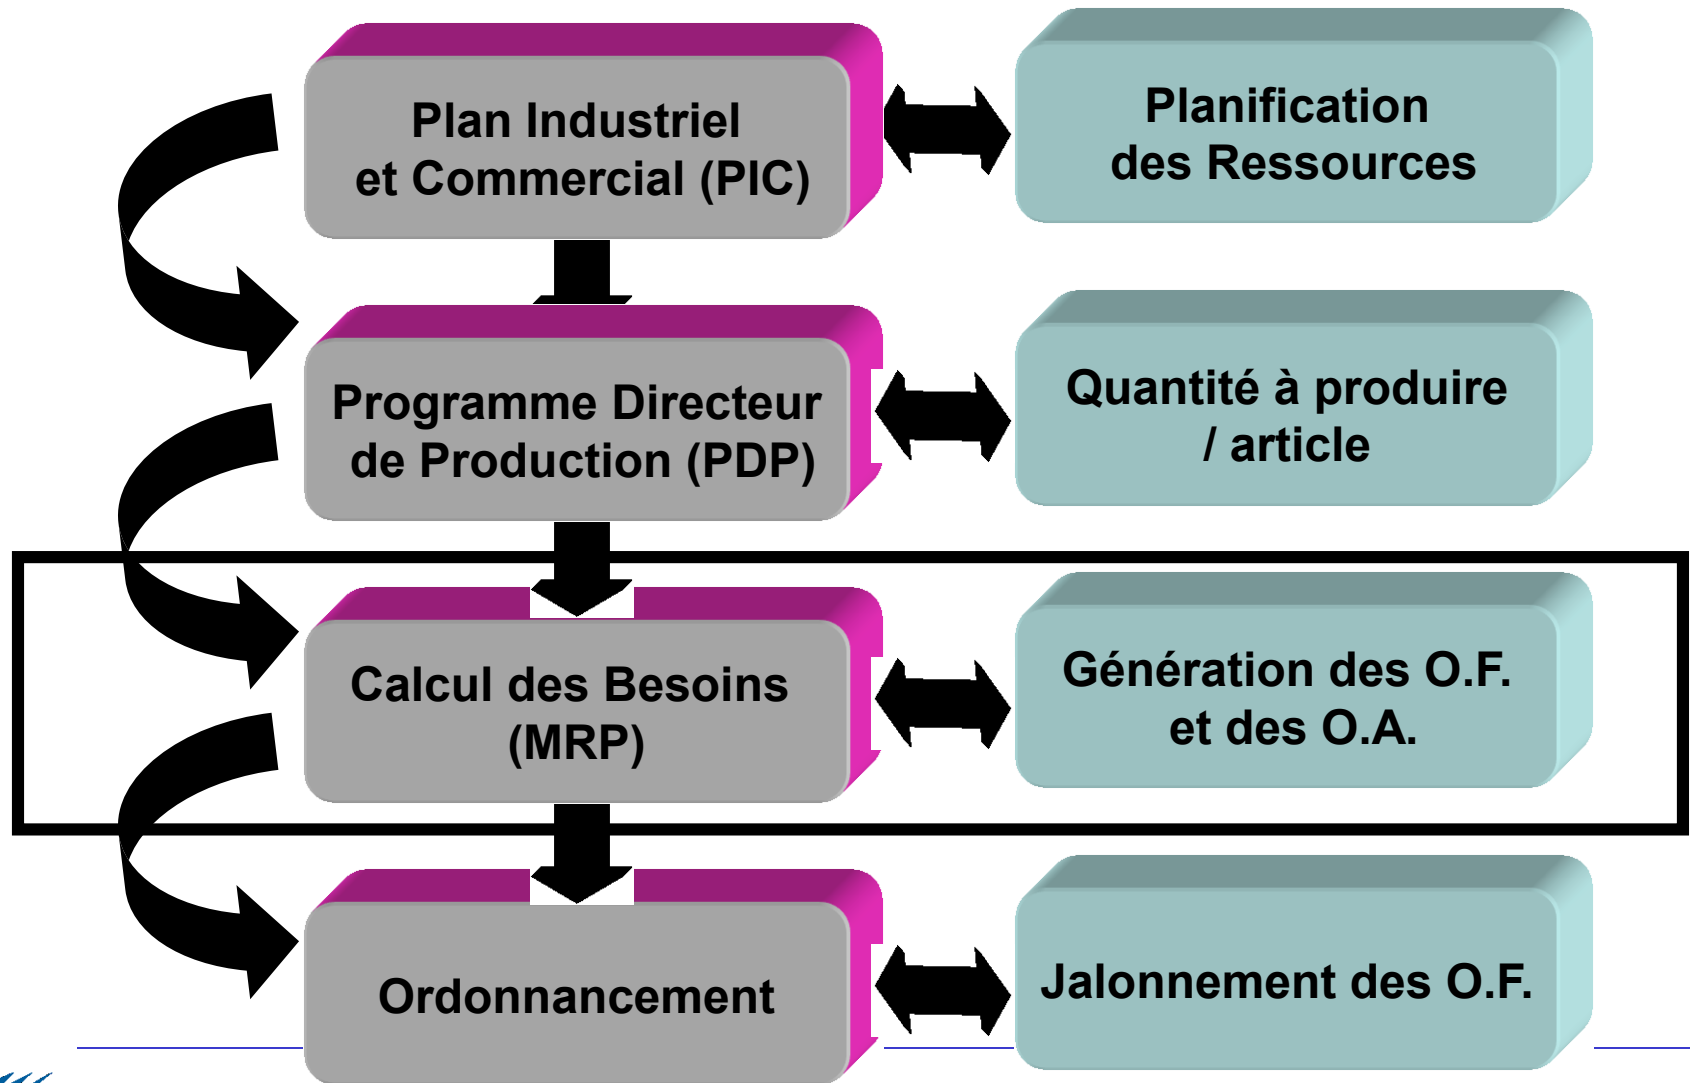 Plan Industriel
et Commercial (PIC)
Planification
des Ressources
Programme Directeur
de Production (PDP)
Quantité à produire
/ article
Calcul des Besoins
(MRP)
Génération des O.F.
et des O.A.
Ordonnancement
Jalonnement des O.F.